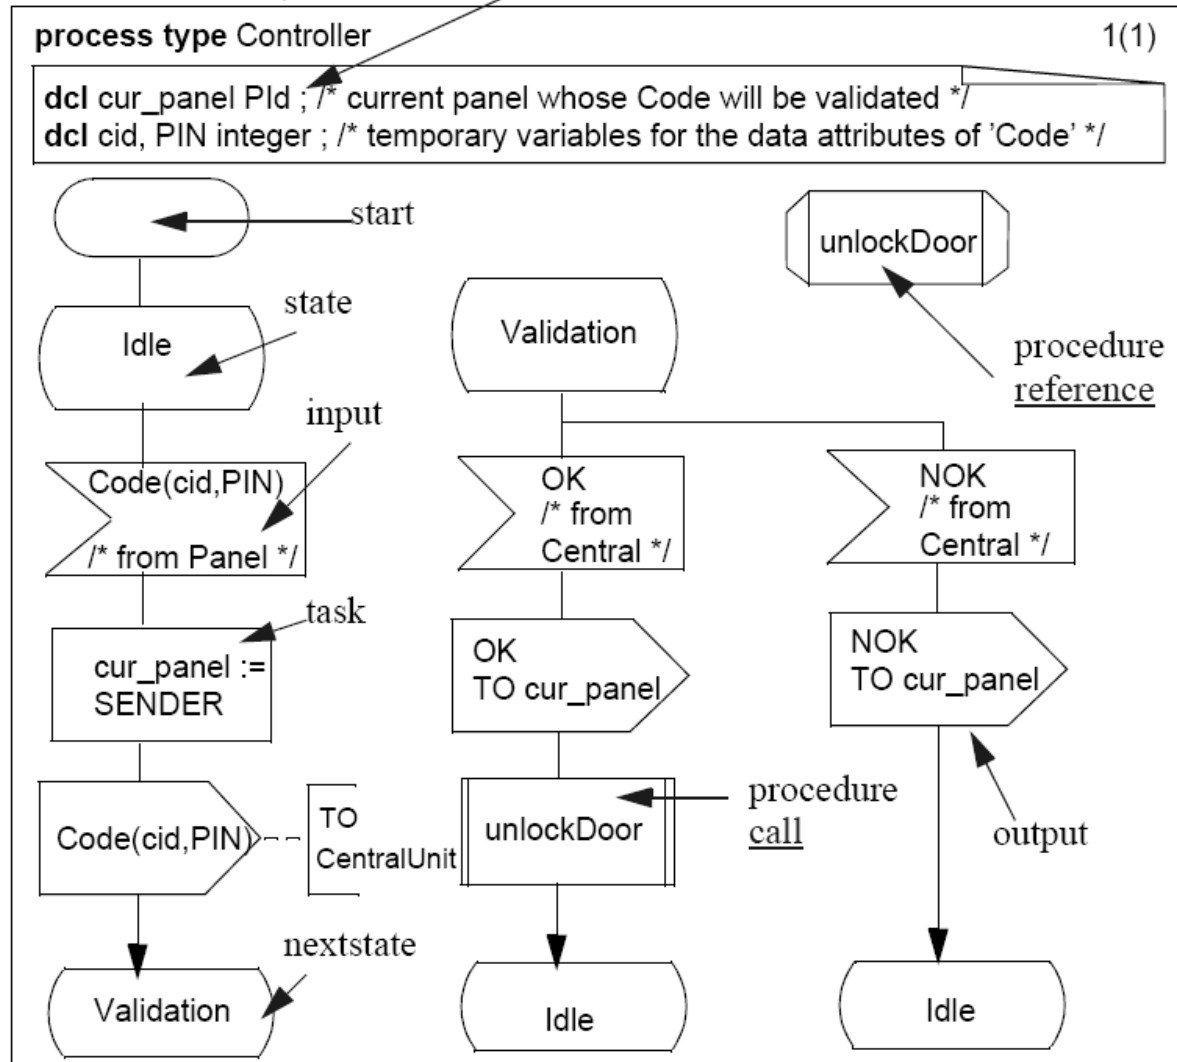 process type Controller
1(1)
dcl cur_panel PId ; /* current panel whose Code will be validated */
dcl cid, PIN integer ; /* temporary variables for the data attributes of ’Code’ */
start
unlockDoor
procedure
reference
state
Idle
input
Code(cid,PIN)
/* from Panel */
task
cur_panel :=
SENDER
Code(cid,PIN)
TO
CentralUnit
nextstate
Validation
Validation
OK
/* from
Central */
OK
TO cur_panel
unlockDoor
procedure
call
Idle
NOK
/* from
Central */
NOK
TO cur_panel
output
Idle